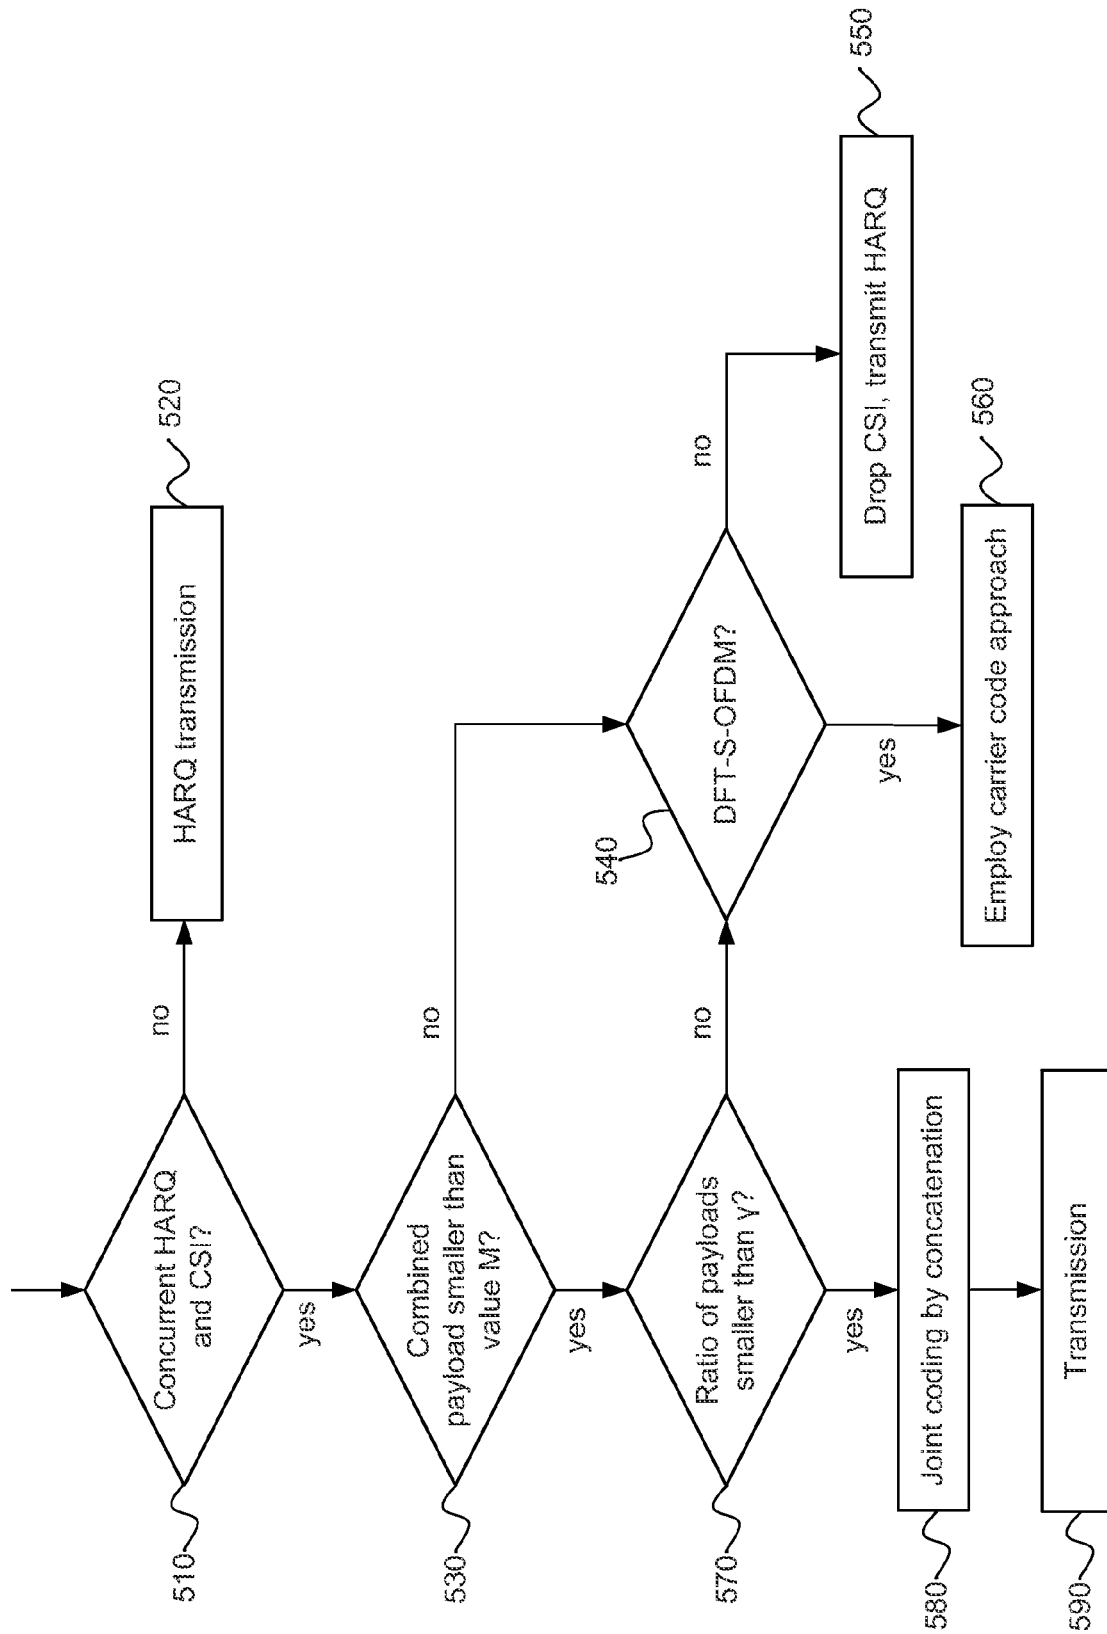 510
Concurrent HARQ
and CSI?
no
HARQ transmission
520
yes
530
Combined
payload smaller than
value M?
no
yes
570
Ratio of payloads
smaller than γ?
no
540
DFT-S-OFDM?
no
Drop CSI, transmit HARQ
550
yes
Employ carrier code approach
560
yes
580
Joint coding by concatenation
590
Transmission